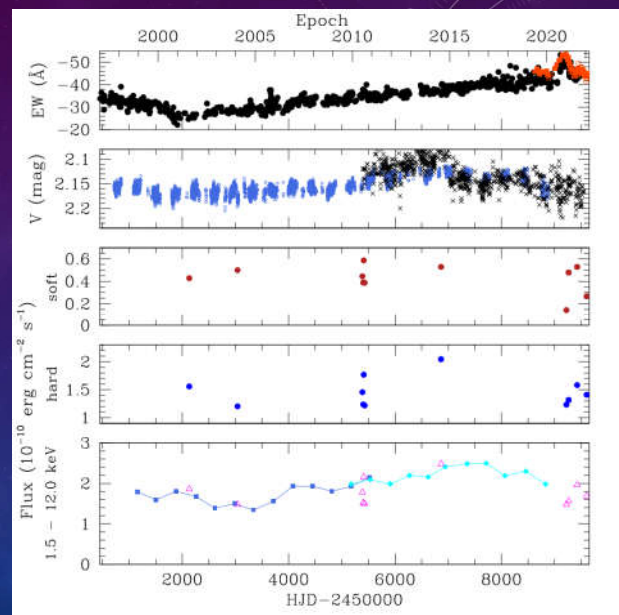 Epoch
2000 2005 2010 2015 2020
EW (Å)
−50
−40
−30
−20
V (mag)
2.1
2.15
2.2
soft
0.6
0.4
0.2
0
hard
2
1.5
1
Flux (10⁻¹⁰ erg cm⁻² s⁻¹)
1.5 − 12.0 keV
3
2
1
0
2000 4000 6000 8000
HJD−2450000